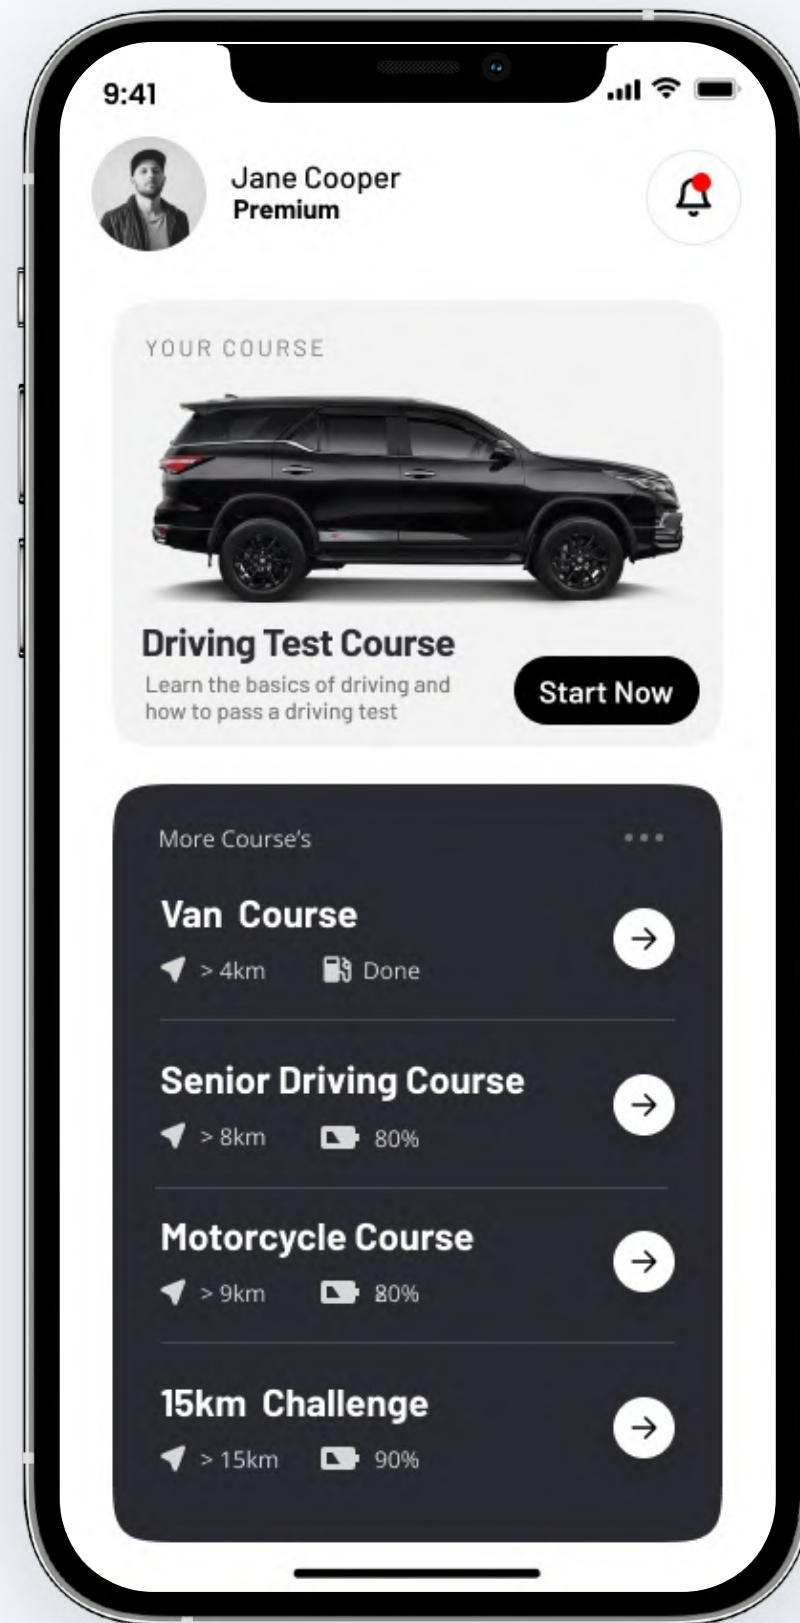 9:41
Jane Cooper
Premium
YOUR COURSE
Driving Test Course
Learn the basics of driving and
how to pass a driving test
Start Now
More Course's
Van Course
> 4km Done
Senior Driving Course
> 8km 80%
Motorcycle Course
> 9km 80%
15km Challenge
> 15km 90%